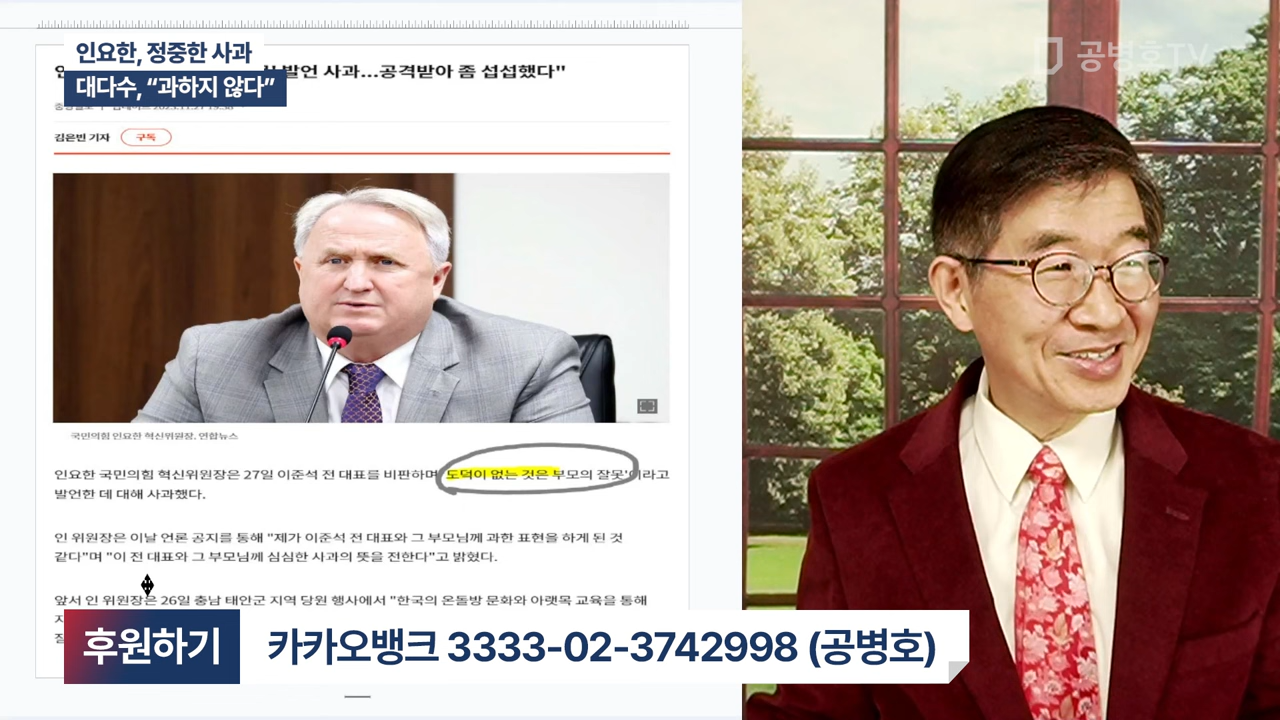 인요한, 정중한 사과
대다수, “과하지 않다”
발언 사과...공격받아 좀 섭섭했다"
김은빈 기자 구독
국민의힘 인요한 혁신위원장. 연합뉴스
인요한 국민의힘 혁신위원장은 27일 이준석 전 대표를 비판하며 '도덕이 없는 것은 부모의 잘못'이라고
발언한 데 대해 사과했다.
인 위원장은 이날 언론 공지를 통해 "제가 이준석 전 대표와 그 부모님께 과한 표현을 하게 된 것
같다"며 "이 전 대표와 그 부모님께 심심한 사과의 뜻을 전한다"고 밝혔다.
앞서 인 위원장은 26일 충남 태안군 지역 당원 행사에서 "한국의 온돌방 문화와 아랫목 교육을 통해
후원하기 카카오뱅크 3333-02-3742998 (공병호)
공병호TV